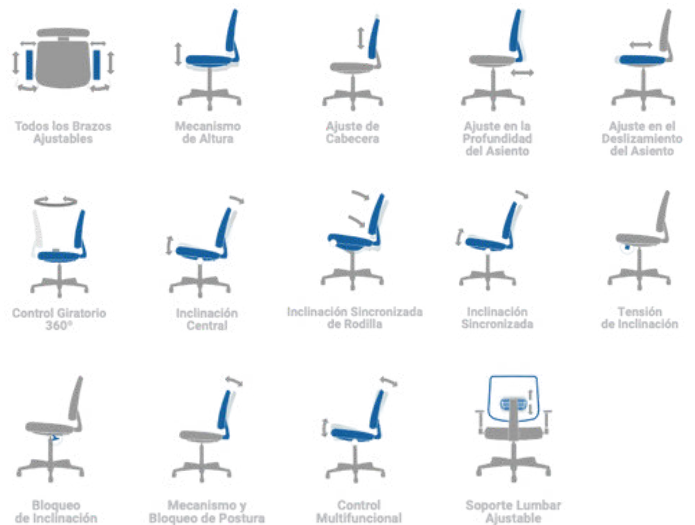 Todos los Brazos
Ajustables
Mecanismo
de Altura
Ajuste de
Cabecera
Ajuste en la
Profundidad
del Asiento
Ajuste en el
Deslizamiento
del Asiento
Control Giratorio
360º
Inclinación
Central
Inclinación Sincronizada
de Rodilla
Inclinación
Sincronizada
Tensión
de Inclinación
Bloqueo
de Inclinación
Mecanismo y
Bloqueo de Postura
Control
Multifuncional
Soporte Lumbar
Ajustable